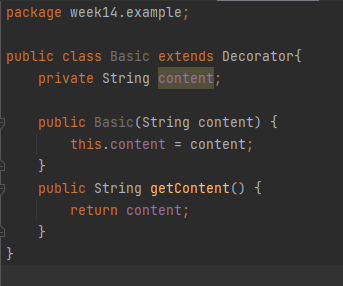 package week14.example;
public class Basic extends Decorator{
private String content;
public Basic(String content) {
this.content = content;
}
public String getContent() {
return content;
}
}